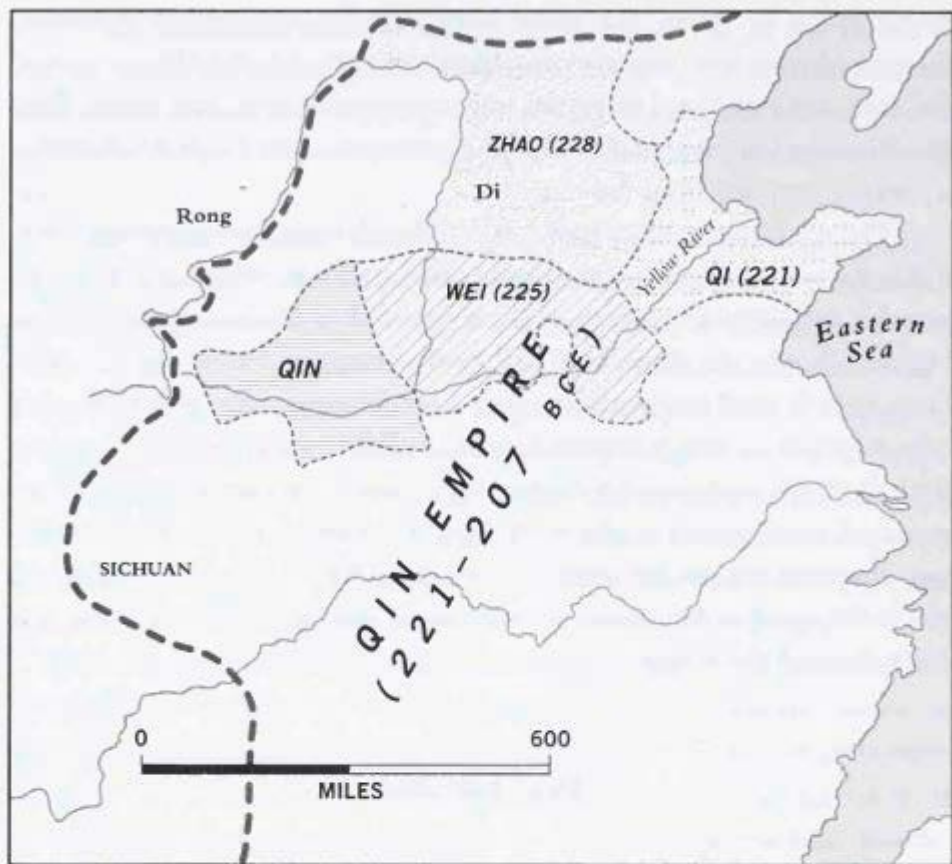 ZHAO (228)
Di
Rong
Yellow River
WEI (225)
QI (221)
Eastern
Sea
QIN
QIN EMPIRE
(221–207 BCE)
SICHUAN
0 600
MILES